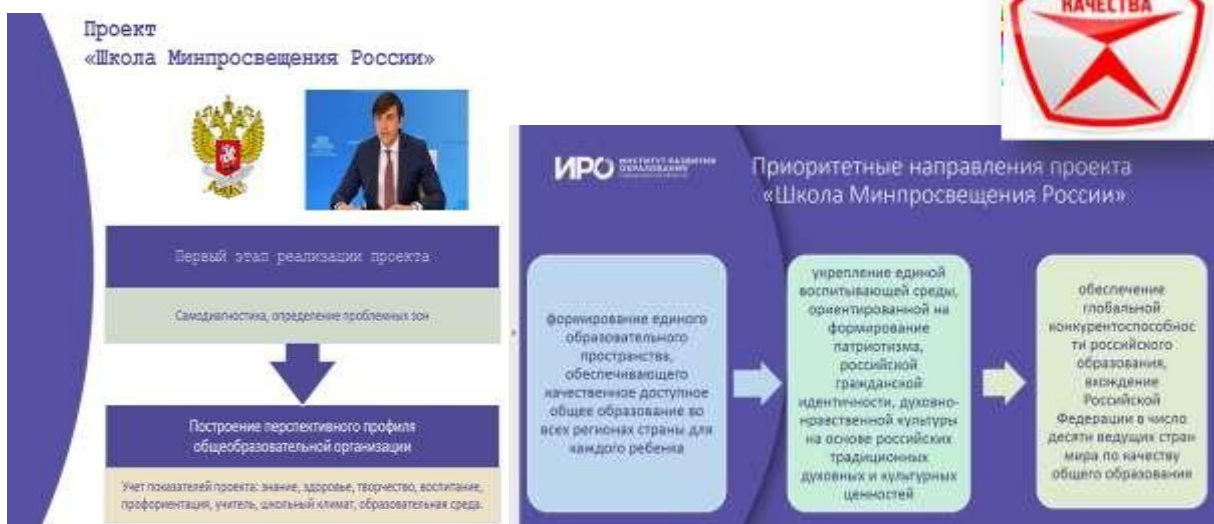 КАЧЕСТВА
Проект
«Школа Минпросвещения России»
Первый этап реализации проекта
Самодиагностика, определение проблемных зон
Построение перспективного профиля
общеобразовательной организации
Учет показателей проекта: знание, здоровье, творчество, воспитание,
профориентация, учитель, школьный климат, образовательная среда.
ИРО
ИНСТИТУТ РАЗВИТИЯ
ОБРАЗОВАНИЯ
Приоритетные направления проекта
«Школа Минпросвещения России»
формирование единого
образовательного
пространства,
обеспечивающего
качественное доступное
общее образование во
всех регионах страны для
каждого ребенка
укрепление единой
воспитывающей среды,
ориентированной на
формирование
патриотизма,
российской
гражданской
идентичности, духовно-
нравственной культуры
на основе российских
традиционных
духовных и культурных
ценностей
обеспечение
глобальной
конкурентоспособнос
ти российского
образования,
вхождение
Российской
Федерации в число
десяти ведущих стран
мира по качеству
общего образования